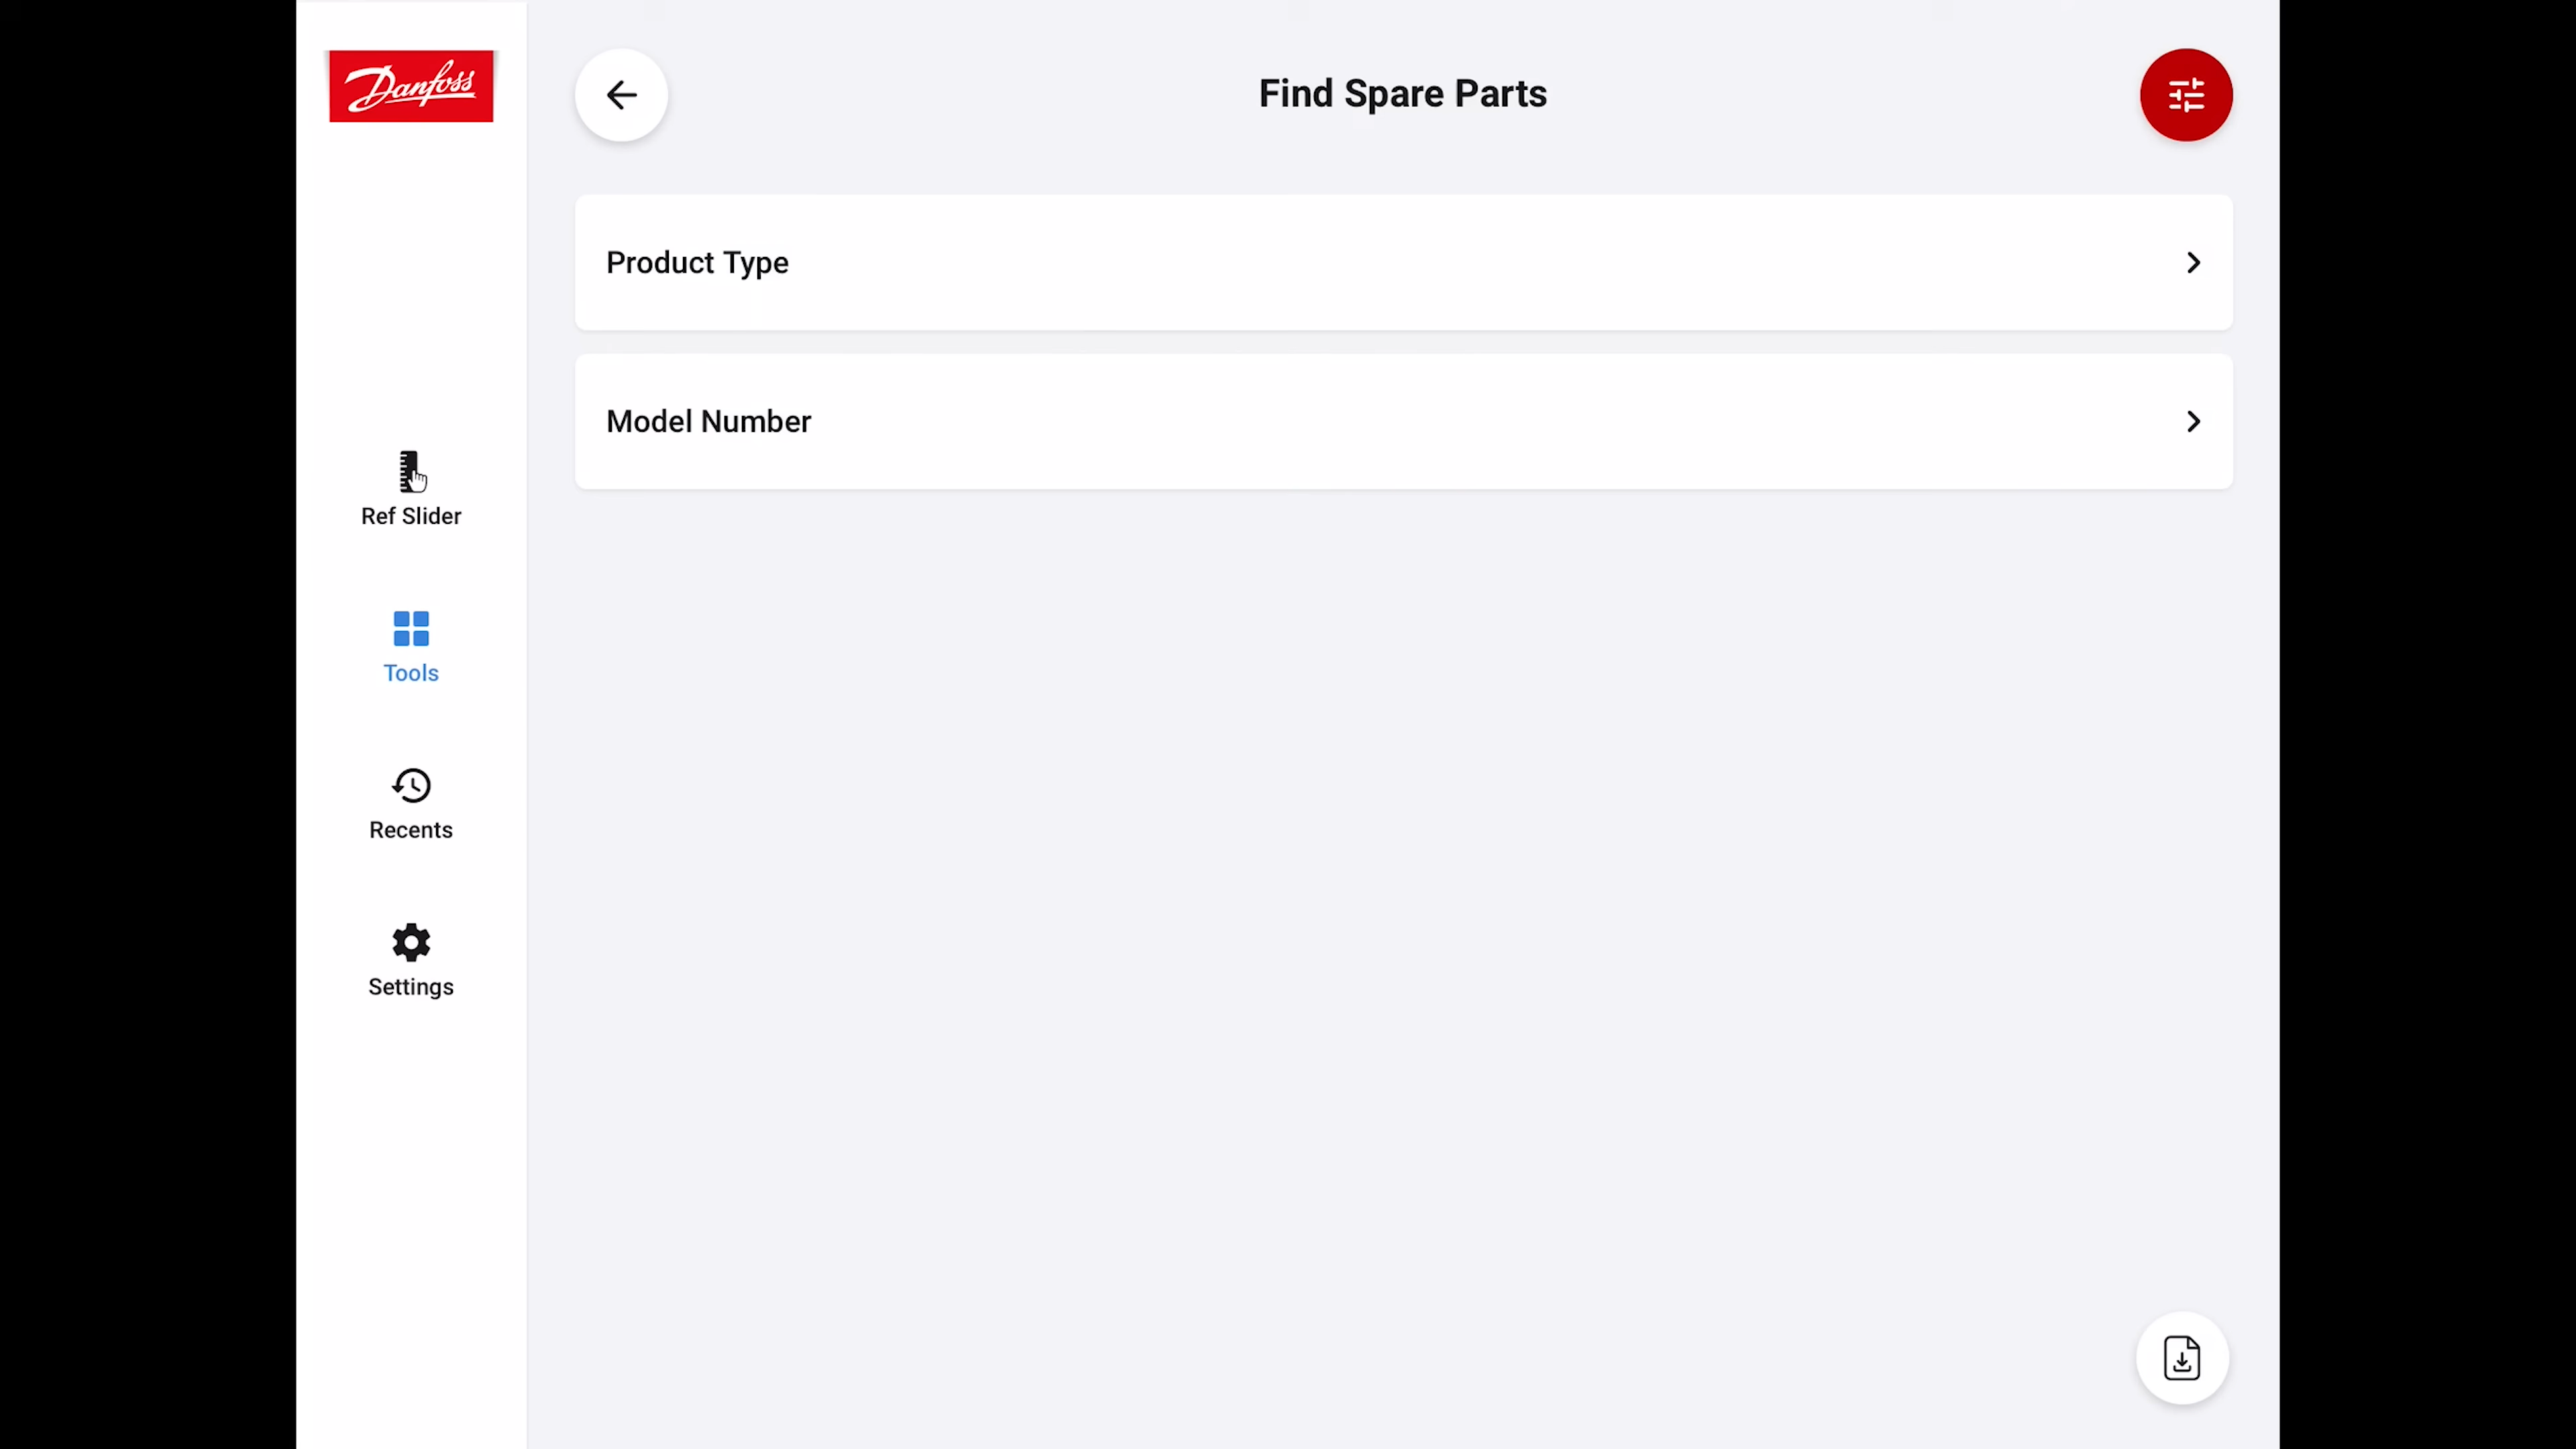 Danfoss
Find Spare Parts
Product Type
Model Number
Ref Slider
Tools
Recents
Settings